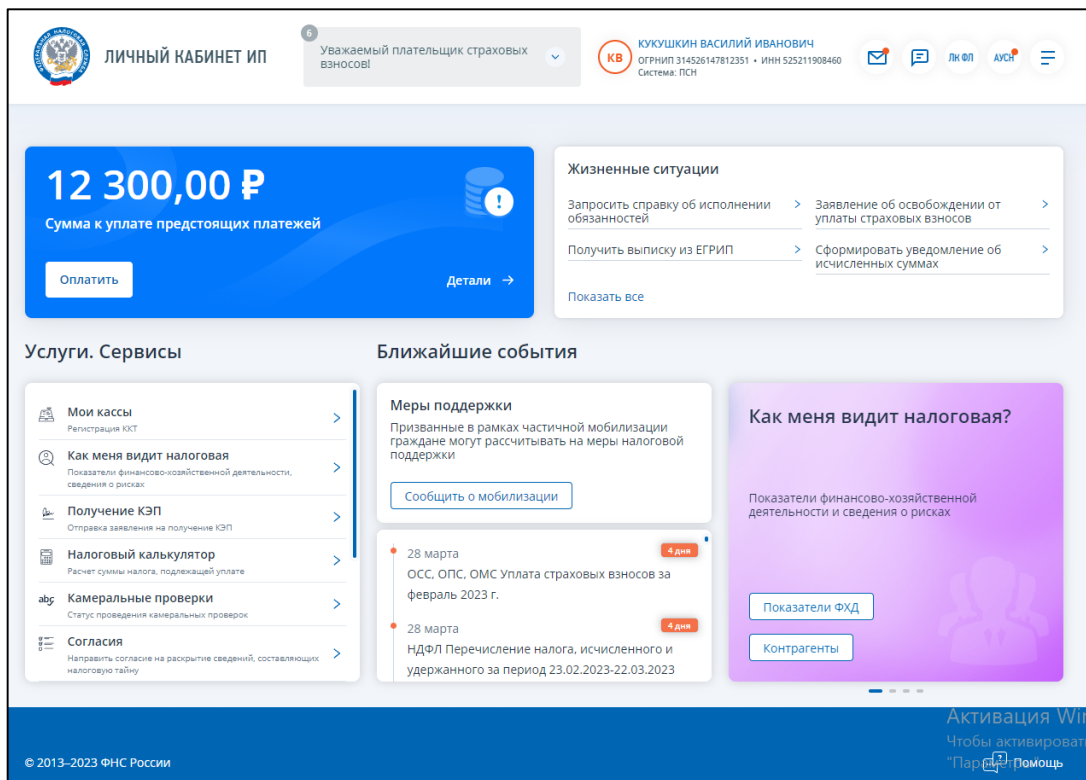 ЛИЧНЫЙ КАБИНЕТ ИП
6
Уважаемый плательщик страховых
взносов!
КВ
КУКУШКИН ВАСИЛИЙ ИВАНОВИЧ
ОГРНИП 314526147812351 • ИНН 525211908460
Система: ПСН
ЛК ФЛ
АУСН
12 300,00 ₽
Сумма к уплате предстоящих платежей
Оплатить
Детали →
Жизненные ситуации
Запросить справку об исполнении
обязанностей
Заявление об освобождении от
уплаты страховых взносов
Получить выписку из ЕГРИП
Сформировать уведомление об
исчисленных суммах
Показать все
Услуги. Сервисы
Мои кассы
Регистрация ККТ
Как меня видит налоговая
Показатели финансово-хозяйственной деятельности,
сведения о рисках
Получение КЭП
Отправка заявления на получение КЭП
Налоговый калькулятор
Расчет суммы налога, подлежащей уплате
Камеральные проверки
Статус проведения камеральных проверок
Согласия
Направить согласие на раскрытие сведений, составляющих
налоговую тайну
Ближайшие события
Меры поддержки
Призванные в рамках частичной мобилизации
граждане могут рассчитывать на меры налоговой
поддержки
Сообщить о мобилизации
28 марта
4 дня
ОСС, ОПС, ОМС Уплата страховых взносов за
февраль 2023 г.
28 марта
4 дня
НДФЛ Перечисление налога, исчисленного и
удержанного за период 23.02.2023-22.03.2023
Как меня видит налоговая?
Показатели финансово-хозяйственной
деятельности и сведения о рисках
Показатели ФХД
Контрагенты
Активация Win
Чтобы активироват
© 2013–2023 ФНС России
Помощь